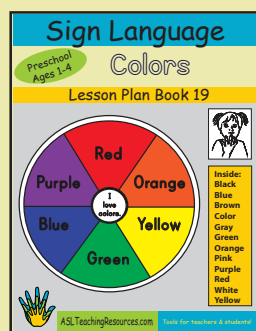 Sign Language
Preschool
Ages 1-4
Colors
Lesson Plan Book 19
Red
Purple
Orange
I
love
colors.
Blue
Yellow
Green
Inside:
Black
Blue
Brown
Color
Gray
Green
Orange
Pink
Purple
Red
White
Yellow
ASLTeachingResources.com
Tools for teachers & students!